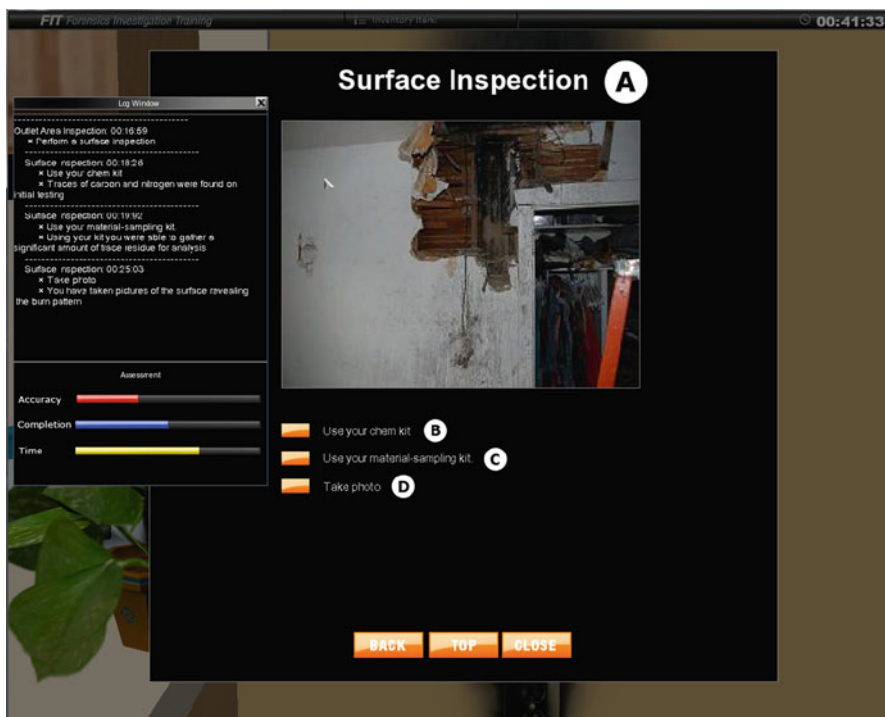 FIT Forensics Investigation Training
Inventory Items
00:41:33
Surface Inspection A
Log Window
X
Outlet Area Inspection: 00:16:59
× Perform a surface inspection
Surface Inspection: 00:18:26
× Use your chem kit
× Traces of carbon and nitrogen were found on
initial testing
Surface Inspection: 00:19:92
× Use your material-sampling kit.
× Using your kit you were able to gather a
significant amount of trace residue for analysis
Surface Inspection: 00:25:03
× Take photo
× You have taken pictures of the surface revealing
the burn pattern
Assessment
Accuracy
Completion
Time
Use your chem kit B
Use your material-sampling kit. C
Take photo D
BACK TOP CLOSE